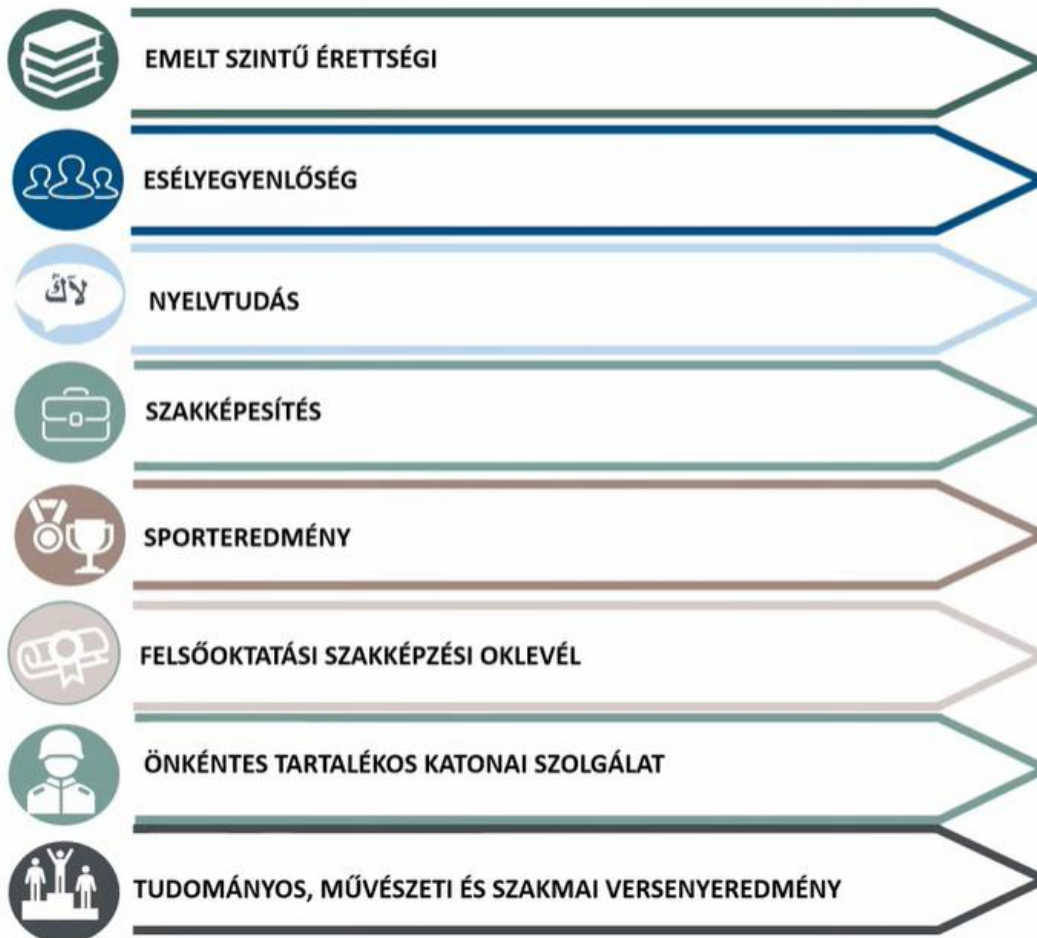 EMELT SZINTŰ ÉRETTSÉGI
ESÉLYEGYENLŐSÉG
NYELVTUDÁS
SZAKKÉPESÍTÉS
SPORTEREDMÉNY
FELSŐOKTATÁSI SZAKKÉPZÉSI OKLEVÉL
ÖNKÉNTES TARTALÉKOS KATONAI SZOLGÁLAT
TUDOMÁNYOS, MŰVÉSZETI ÉS SZAKMAI VERSENYEREDMÉNY